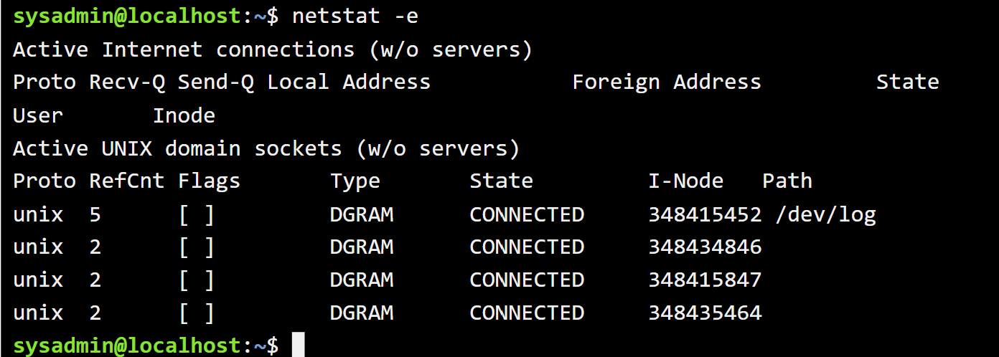 sysadmin@localhost:~$ netstat -e
Active Internet connections (w/o servers)
Proto Recv-Q Send-Q Local Address           Foreign Address         State
User       Inode
Active UNIX domain sockets (w/o servers)
Proto RefCnt Flags       Type       State         I-Node   Path
unix  5      [ ]         DGRAM      CONNECTED     348415452 /dev/log
unix  2      [ ]         DGRAM      CONNECTED     348434846
unix  2      [ ]         DGRAM      CONNECTED     348415847
unix  2      [ ]         DGRAM      CONNECTED     348435464
sysadmin@localhost:~$